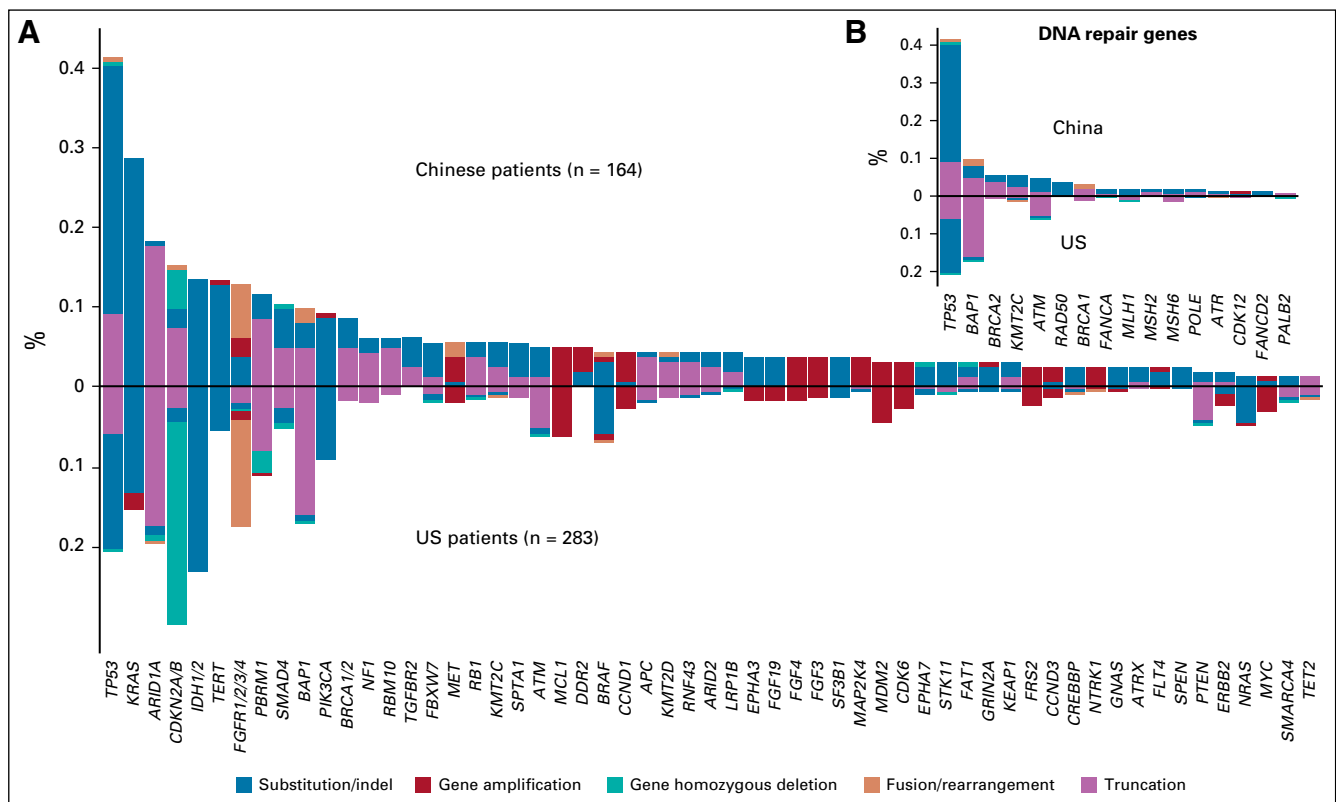 A
0.4
0.3
0.2
0.1
0
0.1
0.2
%
Chinese patients (n = 164)
US patients (n = 283)
TP53
KRAS
ARID1A
CDKN2A/B
IDH1/2
TERT
FGFR1/2/3/4
PBRM1
SMAD4
BAP1
PIK3CA
BRCA1/2
NF1
RBM10
TGFBR2
FBXW7
MET
RB1
KMT2C
SPTA1
ATM
MCL1
DDR2
BRAF
CCND1
APC
KMT2D
RNF43
ARID2
LRP1B
EPHA3
FGF19
FGF4
FGF3
SF3B1
MAP2K4
MDM2
CDK6
EPHA7
STK11
FAT1
GRIN2A
KEAP1
FRS2
CCND3
CREBBP
NTRK1
GNAS
ATRX
FLT4
SPEN
PTEN
ERBB2
NRAS
MYC
SMARCA4
TET2
B
DNA repair genes
0.4
0.3
0.2
0.1
0
0.1
0.2
%
China
US
TP53
BAP1
BRCA2
KMT2C
ATM
RAD50
BRCA1
FANCA
MLH1
MSH2
MSH6
POLE
ATR
CDK12
FANCD2
PALB2
Substitution/indel
Gene amplification
Gene homozygous deletion
Fusion/rearrangement
Truncation